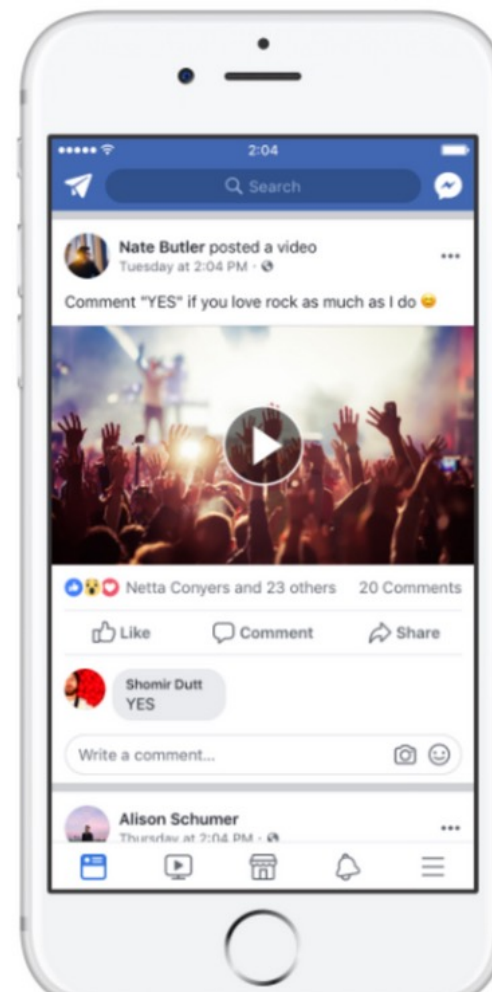 2:04
Search
Nate Butler posted a video
Tuesday at 2:04 PM ·
Comment "YES" if you love rock as much as I do 😊
Netta Conyers and 23 others 20 Comments
Like Comment Share
Shomir Dutt
YES
Write a comment...
Alison Schumer
Thursday at 2:04 PM ·